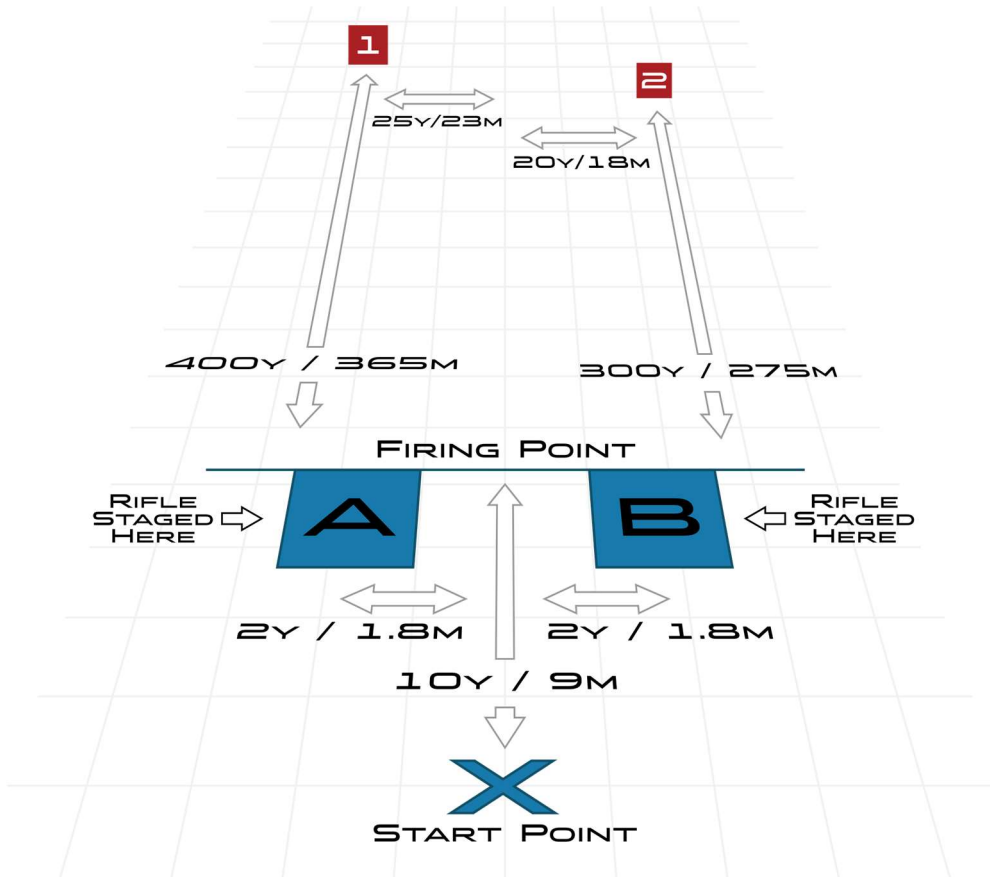 1
2
25Y/23M
20Y/18M
400Y / 365M
300Y / 275M
Firing Point
A
B
Rifle
Staged
Here
Rifle
Staged
Here
2Y / 1.8M
2Y / 1.8M
10Y / 9M
X
Start Point